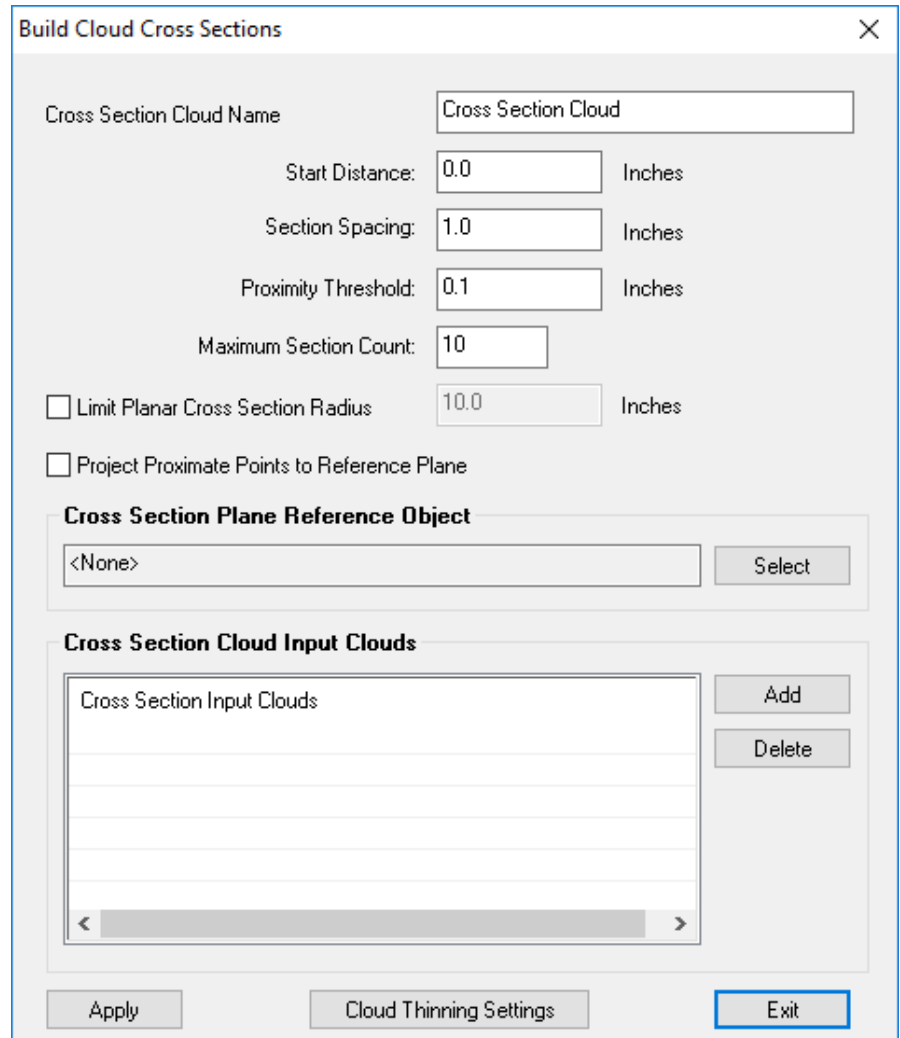 Build Cloud Cross Sections
Cross Section Cloud Name Cross Section Cloud
Start Distance: 0.0 Inches
Section Spacing: 1.0 Inches
Proximity Threshold: 0.1 Inches
Maximum Section Count: 10
Limit Planar Cross Section Radius 10.0 Inches
Project Proximate Points to Reference Plane
Cross Section Plane Reference Object
<None> Select
Cross Section Cloud Input Clouds
Cross Section Input Clouds Add
Delete
Apply Cloud Thinning Settings Exit